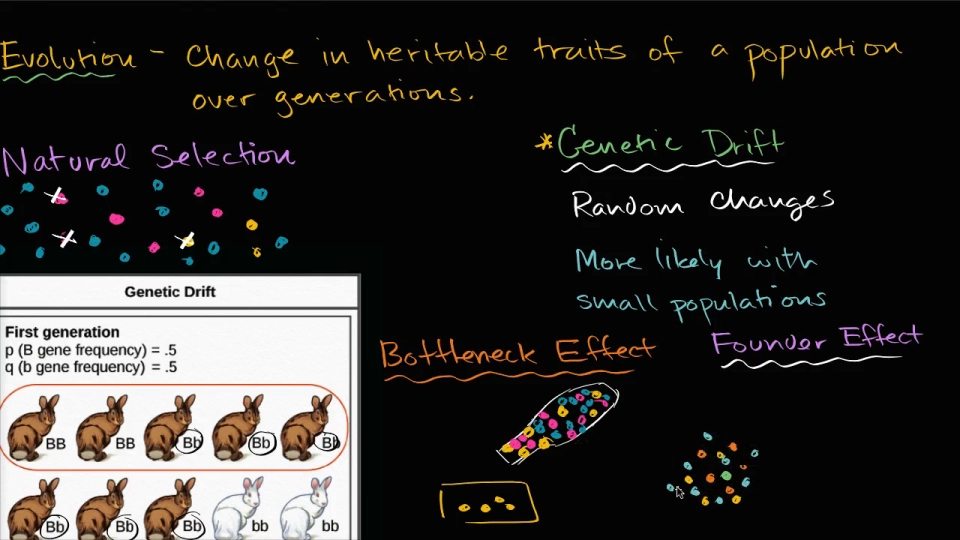 Evolution - Change in heritable traits of a population
over generations.
Natural Selection
*Genetic Drift
Random changes
More likely with
small populations
Bottleneck Effect
Founder Effect
Genetic Drift
First generation
p (B gene frequency) = .5
q (b gene frequency) = .5
BB BB Bb Bb Bb
Bb Bb Bb bb bb